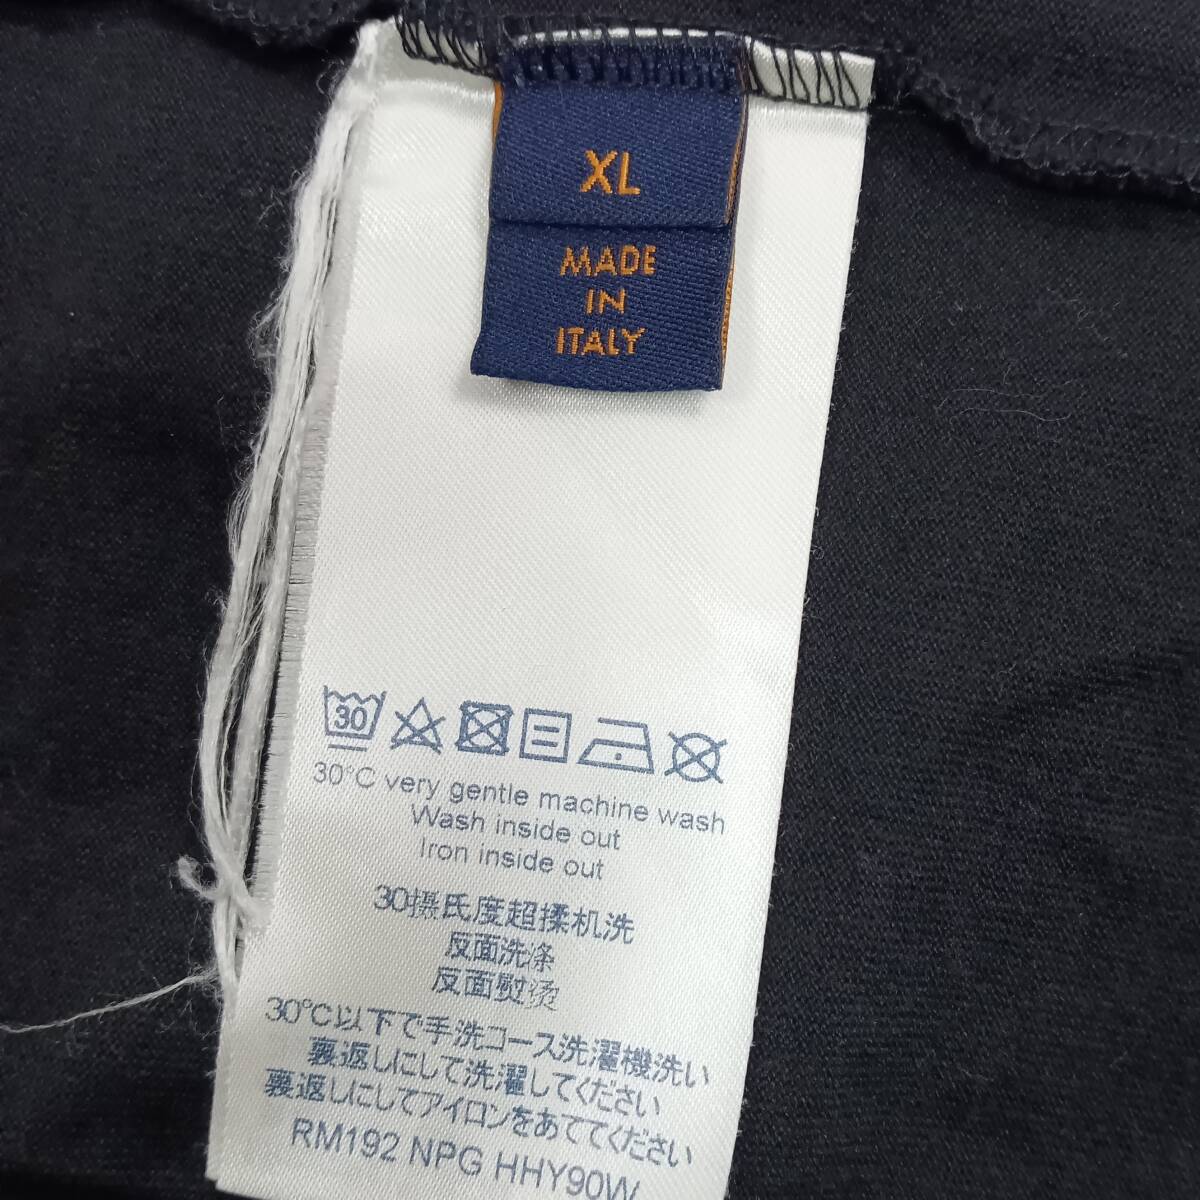 XL
MADE
IN
ITALY
30
30°C very gentle machine wash
Wash inside out
Iron inside out
30摄氏度超揉机洗
反面洗涤
反面熨烫
30℃以下で手洗コース洗濯機洗い
裏返しにして洗濯してください
裏返しにしてアイロンをあててください
RM192 NPG HHY90W